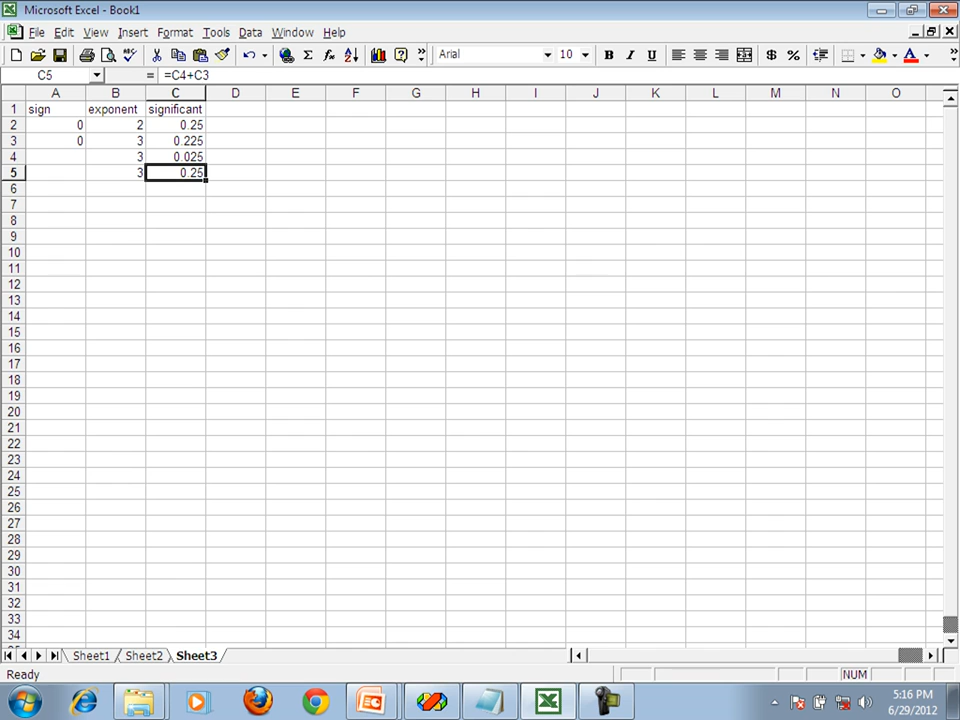 Microsoft Excel - Book1
File Edit View Insert Format Tools Data Window Help
Arial 10 B I U $ %
C5 = =C4+C3
A B C D E F G H I J K L M N O
1 sign exponent significant
2 0 2 0.25
3 0 3 0.225
4 3 0.025
5 3 0.25
6
7
8
9
10
11
12
13
14
15
16
17
18
19
20
21
22
23
24
25
26
27
28
29
30
31
32
33
34
Sheet1 Sheet2 Sheet3
Ready NUM
5:16 PM
6/29/2012